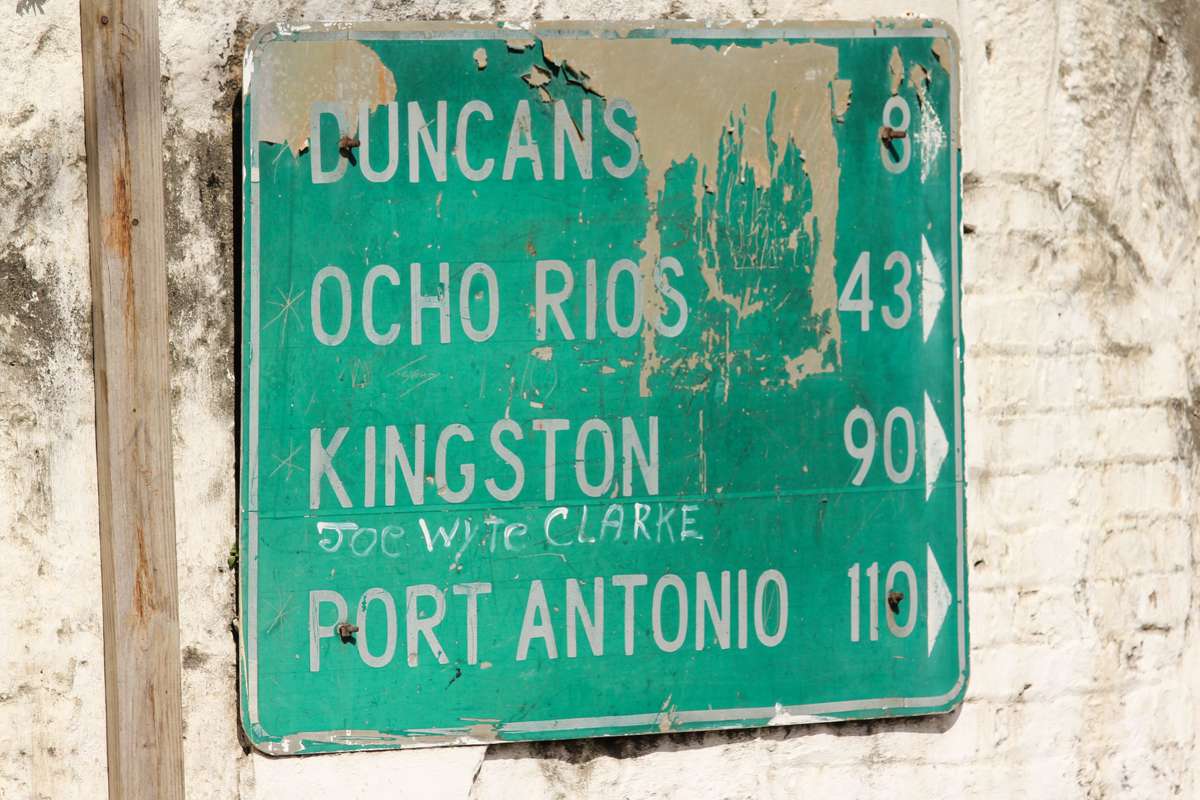 DUNCANS 8
OCHO RIOS 43
KINGSTON 90
Joe Wyte CLARKE
PORT ANTONIO 110